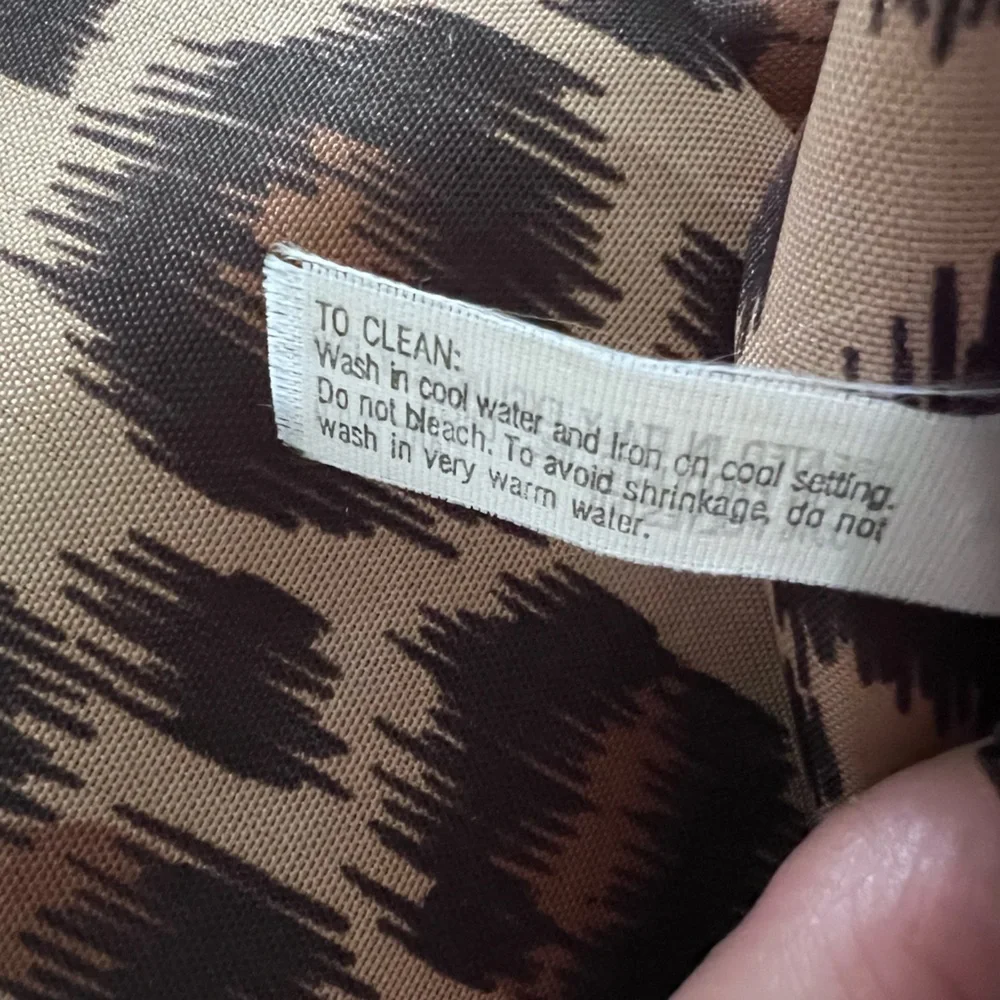 TO CLEAN:
Wash in cool water and Iron on cool setting.
Do not bleach. To avoid shrinkage, do not
wash in very warm water.